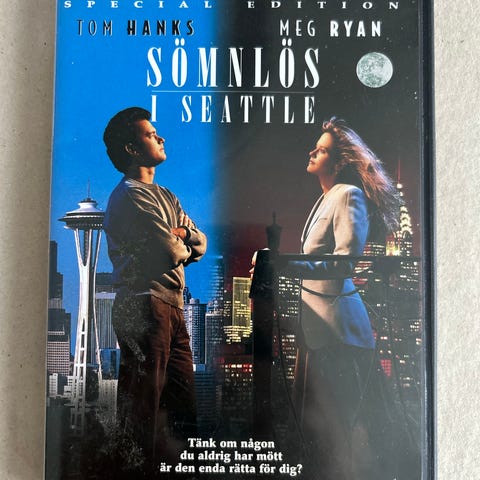 SPECIAL EDITION
TOM HANKS MEG RYAN
SÖMNLÖS
I SEATTLE
Tänk om någon
du aldrig har mött
är den enda rätta för dig?